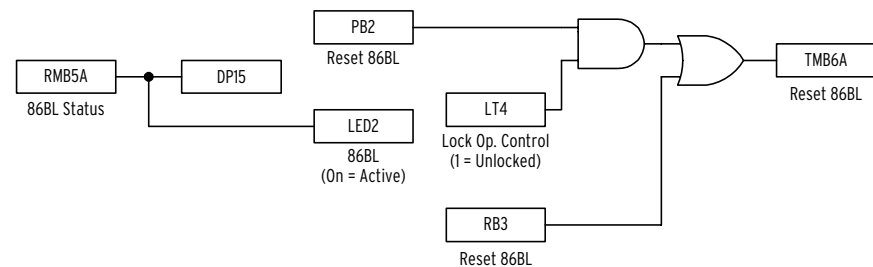 PB2
Reset 86BL
RMB5A
86BL Status
DP15
LED2
86BL
(On = Active)
LT4
Lock Op. Control
(1 = Unlocked)
RB3
Reset 86BL
TMB6A
Reset 86BL